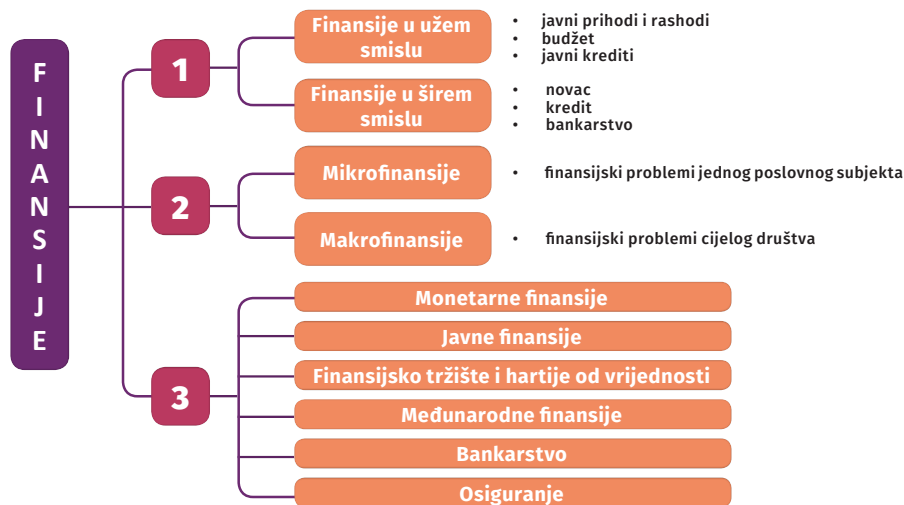 FINANSIJE
1
Finansije u užem
smislu
• javni prihodi i rashodi
• budžet
• javni krediti
Finansije u širem
smislu
• novac
• kredit
• bankarstvo
2
Mikrofinansije
• finansijski problemi jednog poslovnog subjekta
Makrofinansije
• finansijski problemi cijelog društva
3
Monetarne finansije
Javne finansije
Finansijsko tržište i hartije od vrijednosti
Međunarodne finansije
Bankarstvo
Osiguranje